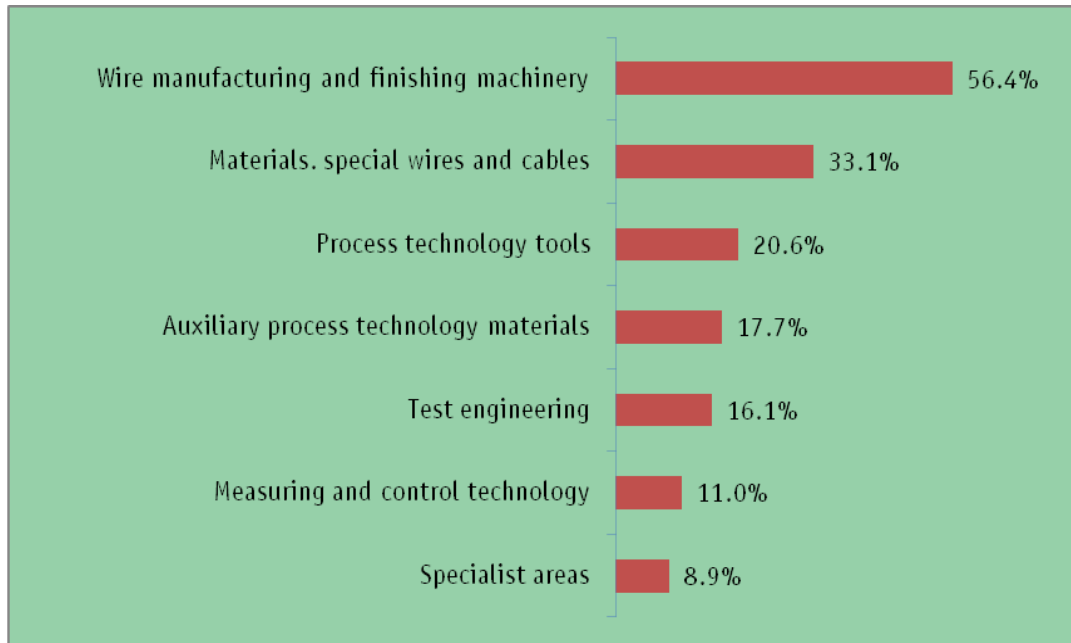 Wire manufacturing and finishing machinery 56.4%
Materials. special wires and cables 33.1%
Process technology tools 20.6%
Auxiliary process technology materials 17.7%
Test engineering 16.1%
Measuring and control technology 11.0%
Specialist areas 8.9%